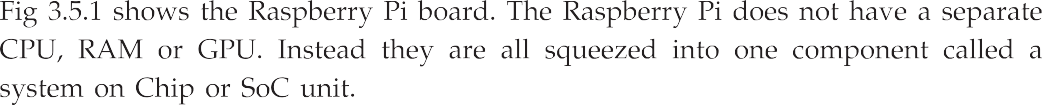 Fig 3.5.1 shows the Raspberry Pi board. The Raspberry Pi does not have a separate
CPU, RAM or GPU. Instead they are all squeezed into one component called a
system on Chip or SoC unit.